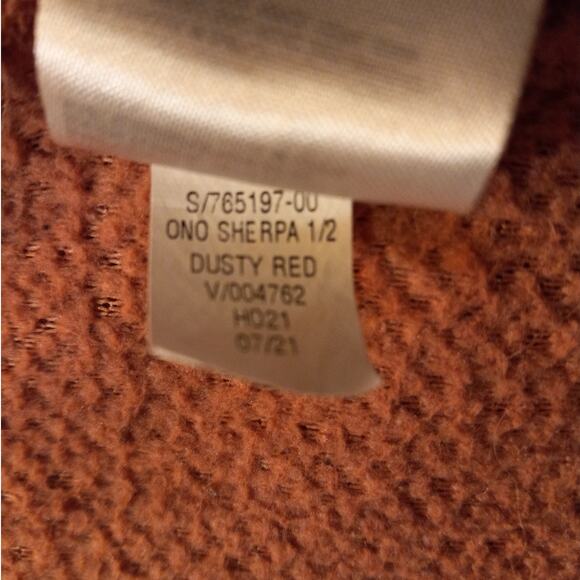 S/765197-00
ONO SHERPA 1/2
DUSTY RED
V/004762
HO21
07/21